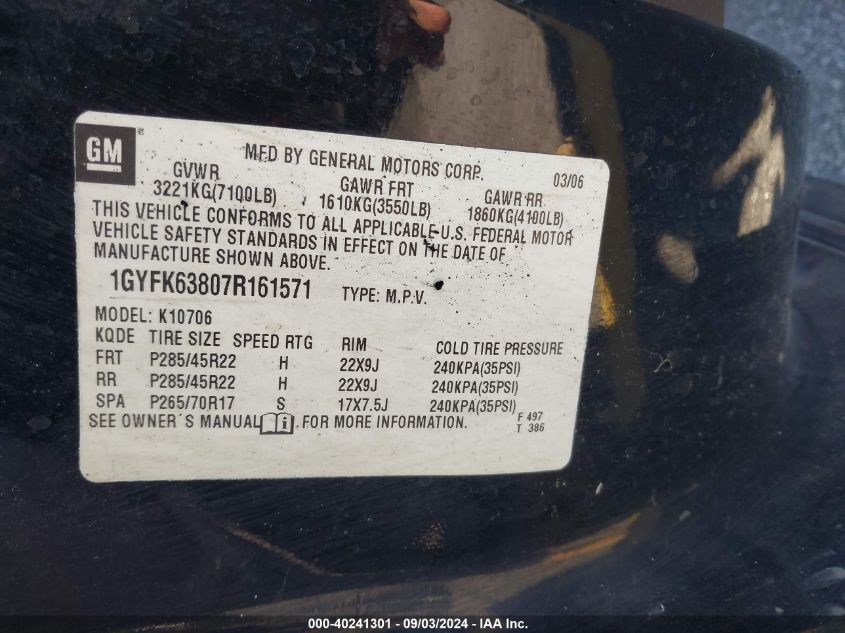 GM
MFD BY GENERAL MOTORS CORP. 03/06
GVWR GAWR FRT GAWR RR
3221KG(7100LB) 1610KG(3550LB) 1860KG(4100LB)
THIS VEHICLE CONFORMS TO ALL APPLICABLE U.S. FEDERAL MOTOR
VEHICLE SAFETY STANDARDS IN EFFECT ON THE DATE OF
MANUFACTURE SHOWN ABOVE.
1GYFK63807R161571 TYPE: M.P.V.
MODEL: K10706
KQDE TIRE SIZE SPEED RTG RIM COLD TIRE PRESSURE
FRT P285/45R22 H 22X9J 240KPA(35PSI)
RR P285/45R22 H 22X9J 240KPA(35PSI)
SPA P265/70R17 S 17X7.5J 240KPA(35PSI)
SEE OWNER´S MANUAL i .FOR MORE INFORMATION.
F 497
T 386
000-40241301 - 09/03/2024 - IAAI.com